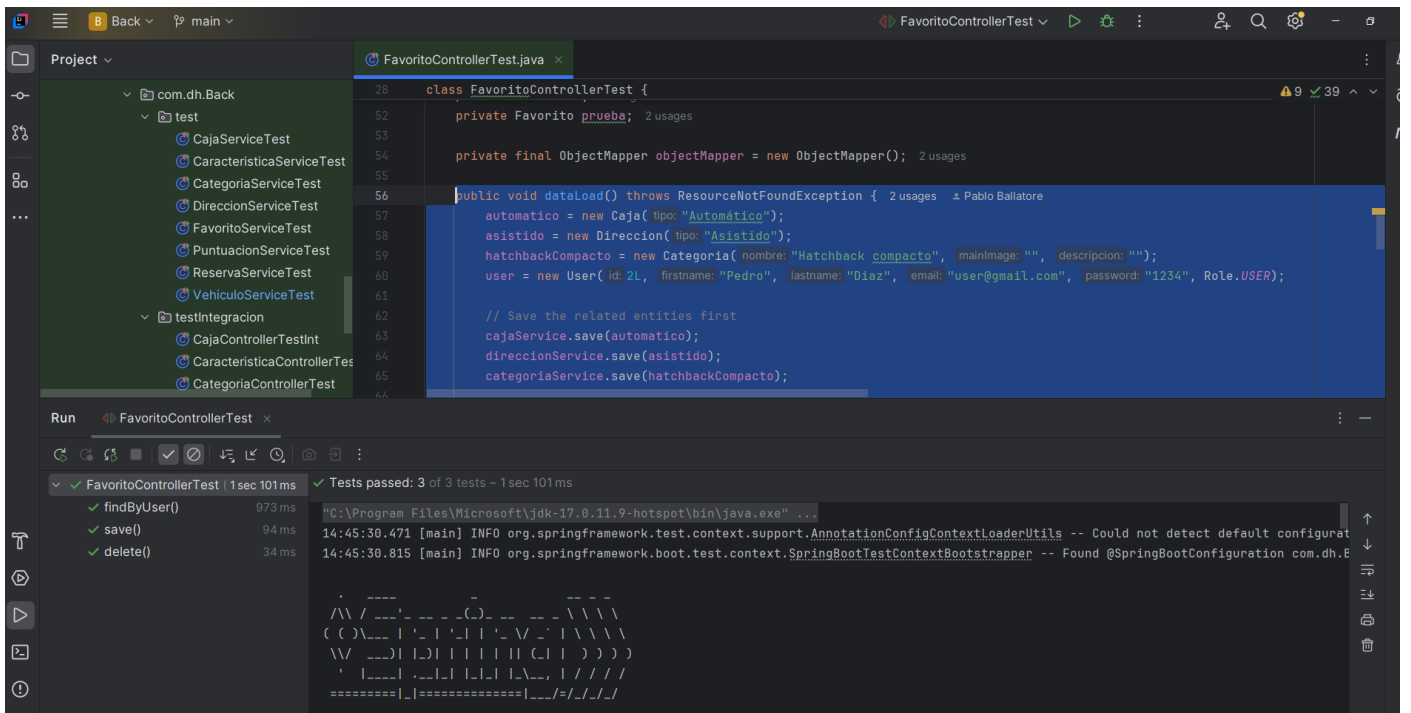 B Back main FavoritoControllerTest
Project
FavoritoControllerTest.java ×
com.dh.Back
test
CajaServiceTest
CaracteristicaServiceTest
CategoriaServiceTest
DireccionServiceTest
FavoritoServiceTest
PuntuacionServiceTest
ReservaServiceTest
VehiculoServiceTest
testIntegracion
CajaControllerTestInt
CaracteristicaControllerTes
CategoriaControllerTest
28 class FavoritoControllerTest { 9 39
52 private Favorito prueba; 2 usages
53
54 private final ObjectMapper objectMapper = new ObjectMapper(); 2 usages
55
56 public void dataLoad() throws ResourceNotFoundException { 2 usages Pablo Ballatore
57 automatico = new Caja( tipo: "Automático");
58 asistido = new Direccion( tipo: "Asistido");
59 hatchbackCompacto = new Categoria( nombre: "Hatchback compacto", mainImage: "", descripcion: "");
60 user = new User( id: 2L, firstname: "Pedro", lastname: "Diaz", email: "user@gmail.com", password: "1234", Role.USER);
61
62 // Save the related entities first
63 cajaService.save(automatico);
64 direccionService.save(asistido);
65 categoriaService.save(hatchbackCompacto);
66
Run FavoritoControllerTest ×
FavoritoControllerTest (1 sec 101 ms
findByUser() 973 ms
save() 94 ms
delete() 34 ms
Tests passed: 3 of 3 tests – 1 sec 101 ms
"C:\Program Files\Microsoft\jdk-17.0.11.9-hotspot\bin\java.exe" ...
14:45:30.471 [main] INFO org.springframework.test.context.support.AnnotationConfigContextLoaderUtils -- Could not detect default configurat
14:45:30.815 [main] INFO org.springframework.boot.test.context.SpringBootTestContextBootstrapper -- Found @SpringBootConfiguration com.dh.B